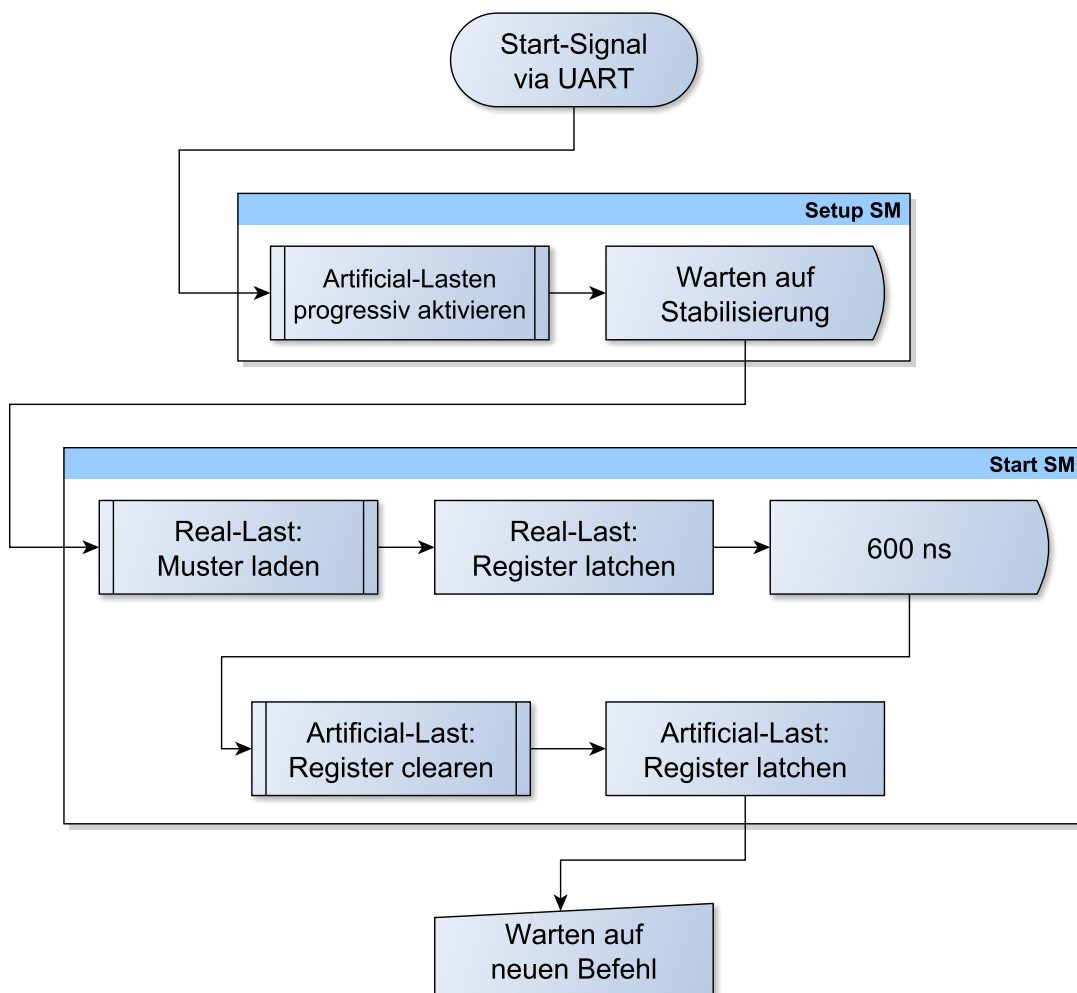 Start-Signal
via UART
Setup SM
Artificial-Lasten
progressiv aktivieren
Warten auf
Stabilisierung
Start SM
Real-Last:
Muster laden
Real-Last:
Register latchen
600 ns
Artificial-Last:
Register clearen
Artificial-Last:
Register latchen
Warten auf
neuen Befehl